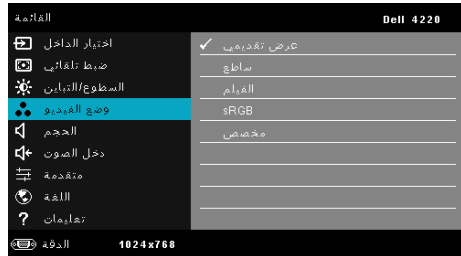 القائمة
Dell 4220
اختيار الداخل
ضبط تلقائي
السطوع/التباين
وضع الفيديو
الحجم
دخل الصوت
متقدمة
اللغة
تعليمات
عرض تقديمي
ساطع
الفيلم
sRGB
مخصص
الدقة 1024x768